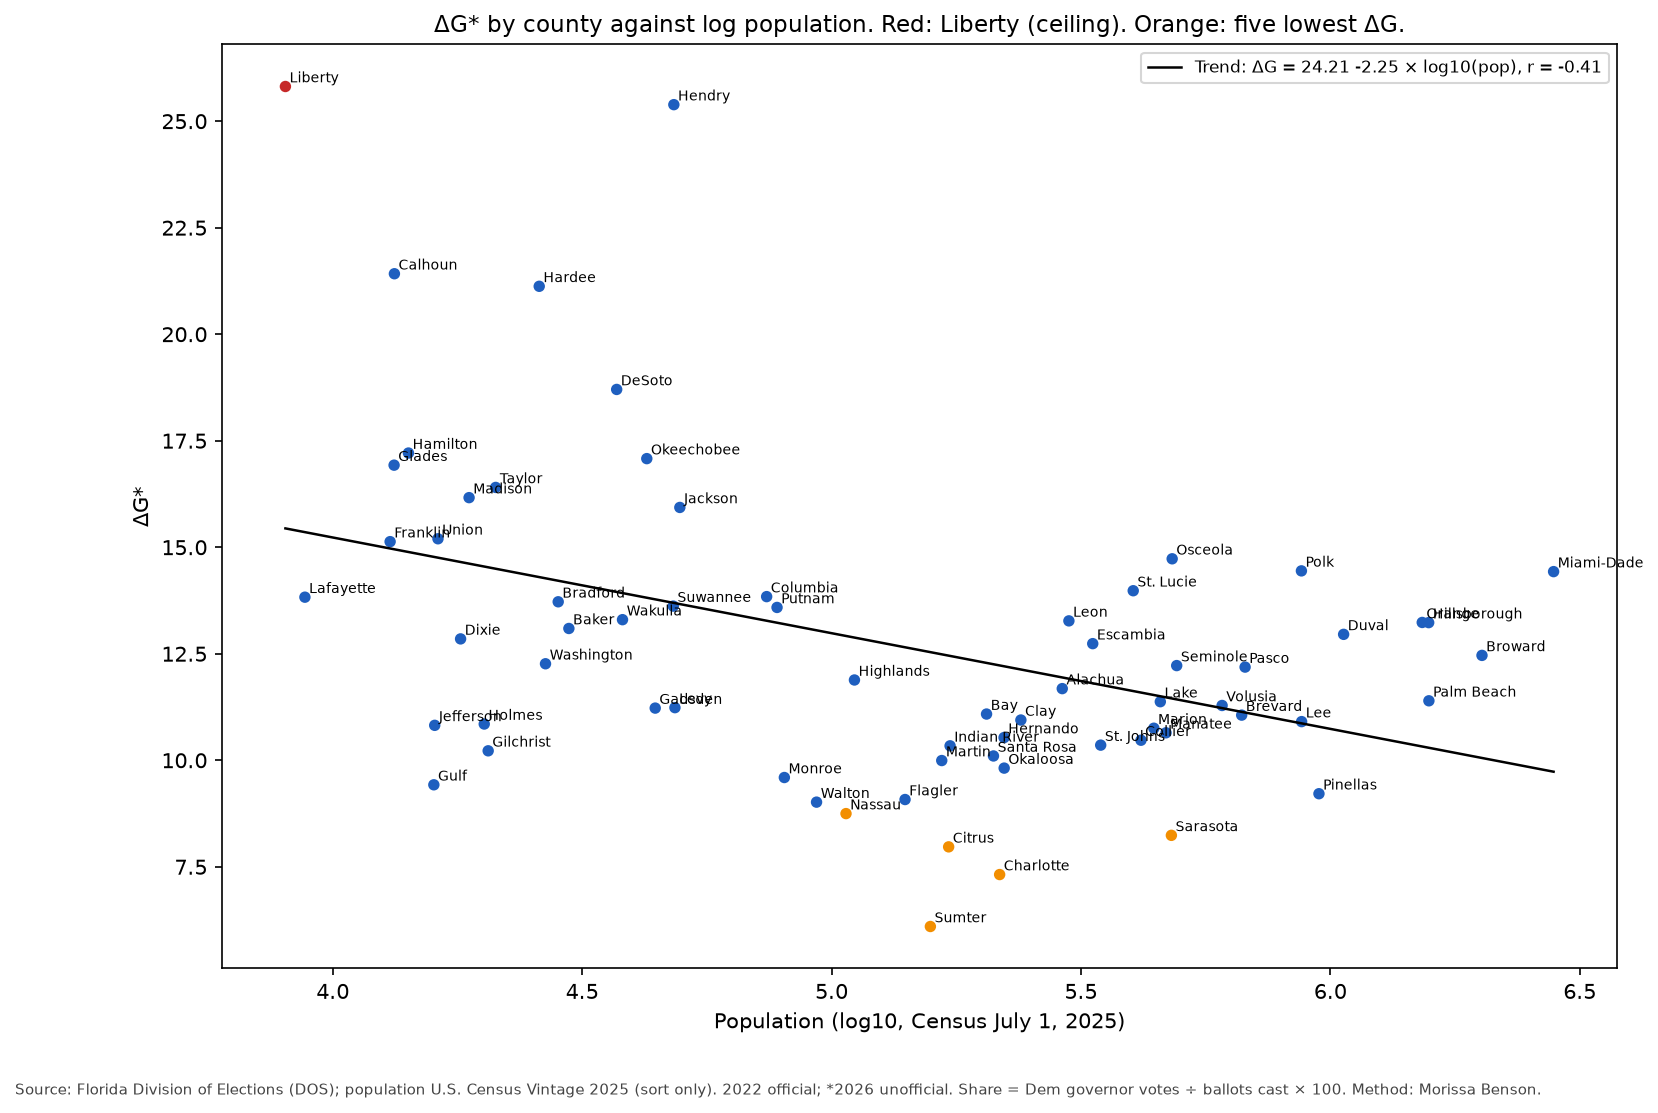 ΔG* by county against log population. Red: Liberty (ceiling). Orange: five lowest ΔG.
Trend: ΔG = 24.21 -2.25 × log10(pop), r = -0.41
Liberty
Hendry
25.0
22.5
Calhoun
Hardee
20.0
DeSoto
17.5
Hamilton
Okeechobee
Glades
Taylor
Madison
Jackson
ΔG*
Franklin
Union
15.0
Osceola
Polk
Miami-Dade
Lafayette
St. Lucie
Columbia
Bradford
Suwannee
Putnam
Wakulla
Baker
Leon
Orange
Hillsborough
Dixie
Escambia
Duval
12.5
Washington
Seminole
Pasco
Broward
Highlands
Alachua
Gadsden
Levy
Lake
Volusia
Palm Beach
Jefferson
Holmes
Bay
Clay
Brevard
Lee
Marion
Manatee
Hernando
Collier
St. Johns
Indian River
Gilchrist
Martin
Santa Rosa
10.0
Okaloosa
Gulf
Monroe
Walton
Flagler
Pinellas
Nassau
Sarasota
Citrus
7.5
Charlotte
Sumter
4.0 4.5 5.0 5.5 6.0 6.5
Population (log10, Census July 1, 2025)
Source: Florida Division of Elections (DOS); population U.S. Census Vintage 2025 (sort only). 2022 official; *2026 unofficial. Share = Dem governor votes ÷ ballots cast × 100. Method: Morissa Benson.